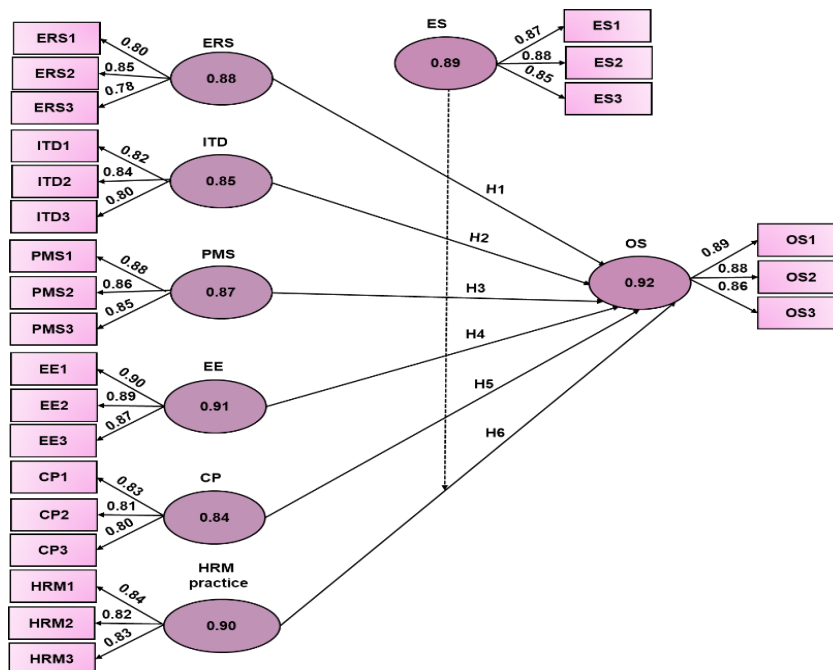 ERS1
0.80
ERS2
0.85
ERS3
0.78
ERS
0.88
ES
0.89
0.87
ES1
0.88
ES2
0.85
ES3
ITD1
0.82
ITD2
0.84
ITD3
0.80
ITD
0.85
H1
H2
PMS1
0.88
PMS2
0.86
PMS3
0.85
PMS
0.87
H3
OS
0.92
0.89
OS1
0.88
OS2
0.86
OS3
EE1
0.90
EE2
0.89
EE3
0.87
EE
0.91
H4
H5
H6
CP1
0.83
CP2
0.81
CP3
0.80
CP
0.84
HRM1
0.84
HRM2
0.82
HRM3
0.83
HRM
practice
0.90